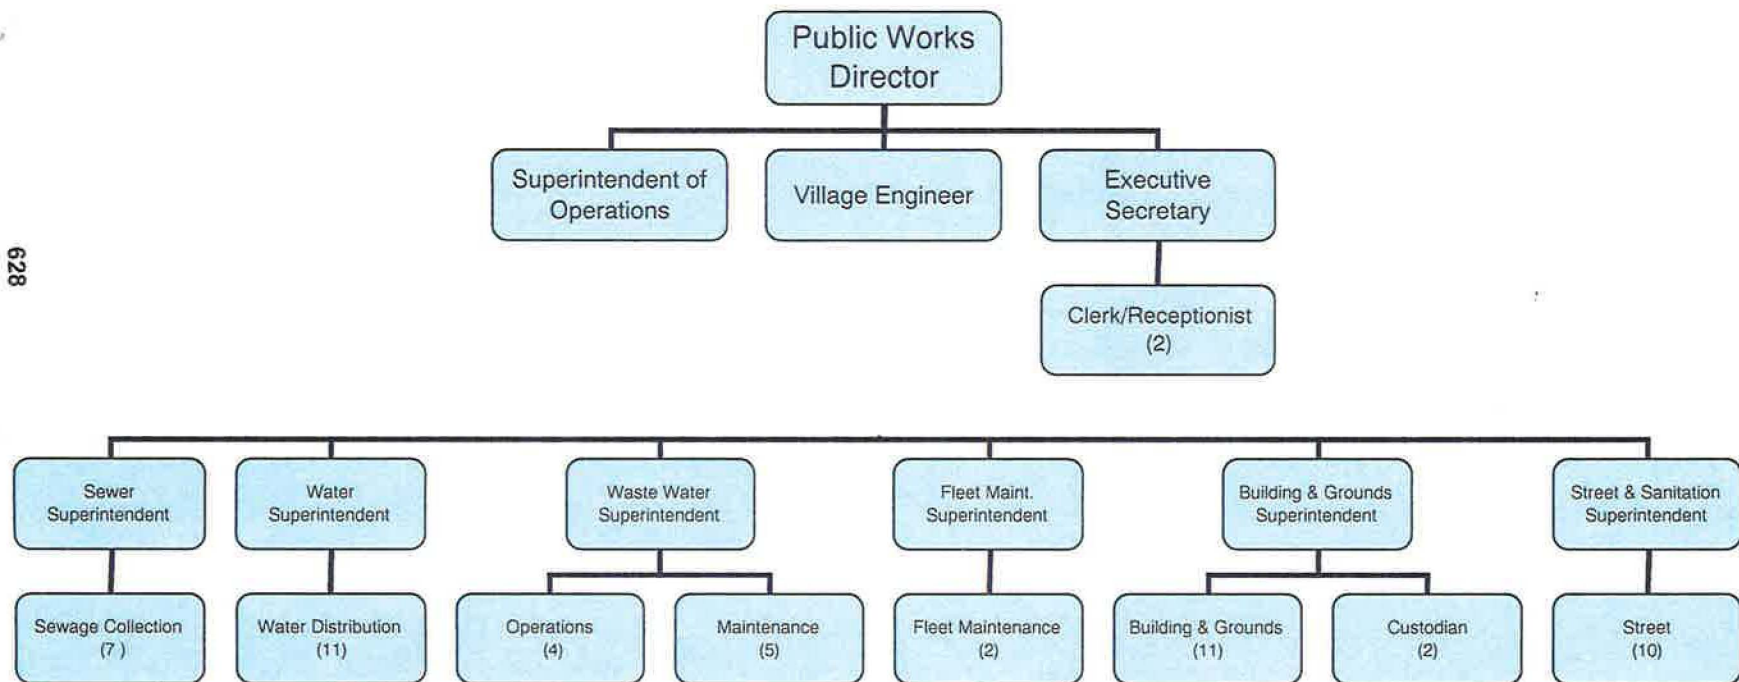 Public Works
Director
Superintendent of
Operations
Village Engineer
Executive
Secretary
628
Clerk/Receptionist
(2)
Sewer
Superintendent
Water
Superintendent
Waste Water
Superintendent
Fleet Maint.
Superintendent
Building & Grounds
Superintendent
Street & Sanitation
Superintendent
Sewage Collection
(7 )
Water Distribution
(11)
Operations
(4)
Maintenance
(5)
Fleet Maintenance
(2)
Building & Grounds
(11)
Custodian
(2)
Street
(10)